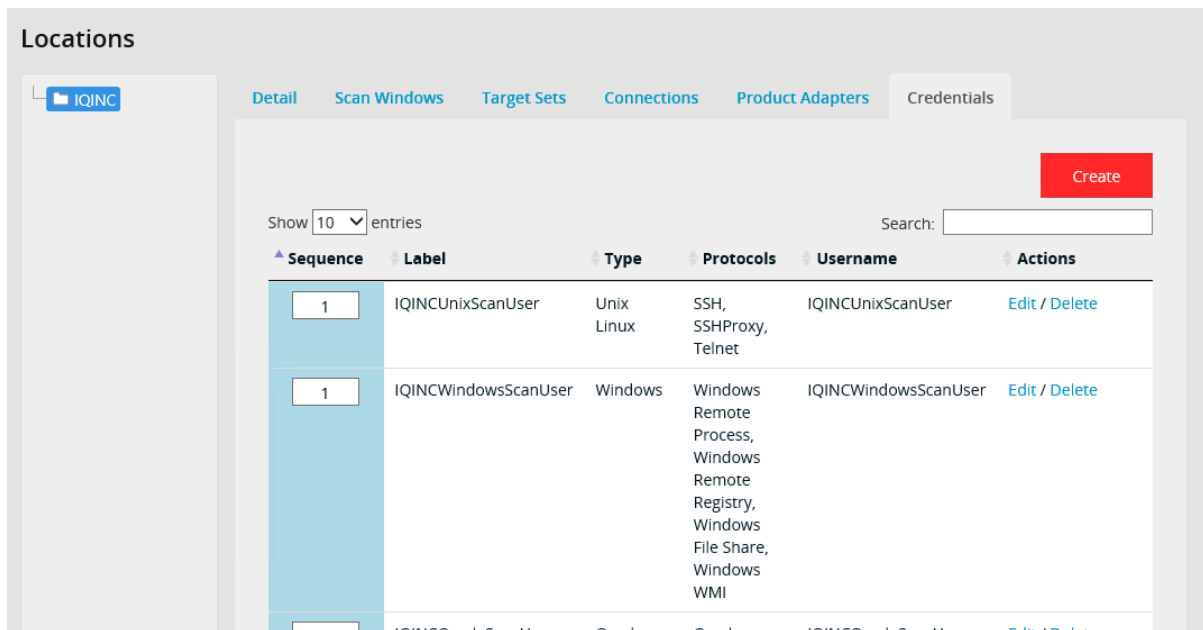 Locations
IQINC
Detail Scan Windows Target Sets Connections Product Adapters Credentials
Create
Show 10 entries Search:
Sequence Label Type Protocols Username Actions
1 IQINCUnixScanUser Unix SSH, IQINCUnixScanUser Edit / Delete
Linux SSHProxy,
Telnet
1 IQINCWindowsScanUser Windows Windows IQINCWindowsScanUser Edit / Delete
Remote
Process,
Windows
Remote
Registry,
Windows
File Share,
Windows
WMI